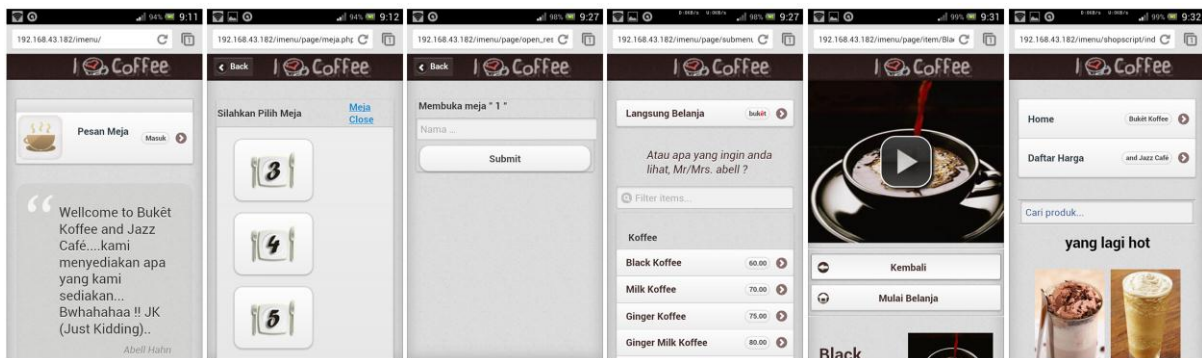 94% 9:11
192.168.43.182/imenu/
I Coffee
Pesan Meja
Masuk
Wellcome to Bukêt
Koffee and Jazz
Café....kami
menyediakan apa
yang kami
sediakan...
Bwhahahaa !! JK
(Just Kidding)..
Abell Hahn
94% 9:12
192.168.43.182/imenu/page/meja.php
Back
I Coffee
Silahkan Pilih Meja
Meja
Close
3
4
5
98% 9:27
192.168.43.182/imenu/page/open_res
Back
I Coffee
Membuka meja " 1 "
Nama ....
Submit
98% 9:27
192.168.43.182/imenu/page/submenu
I Coffee
Langsung Belanja
bukêt
Atau apa yang ingin anda
lihat, Mr/Mrs. abell ?
Filter items...
Koffee
Black Koffee 60.00
Milk Koffee 70.00
Ginger Koffee 75.00
Ginger Milk Koffee 80.00
99% 9:31
192.168.43.182/imenu/page/item/Bla
I Coffee
Kembali
Mulai Belanja
Black
99% 9:32
192.168.43.182/imenu/shopscript/ind
I Coffee
Home
Bukêt Koffee
Daftar Harga
and Jazz Café
Cari produk...
yang lagi hot